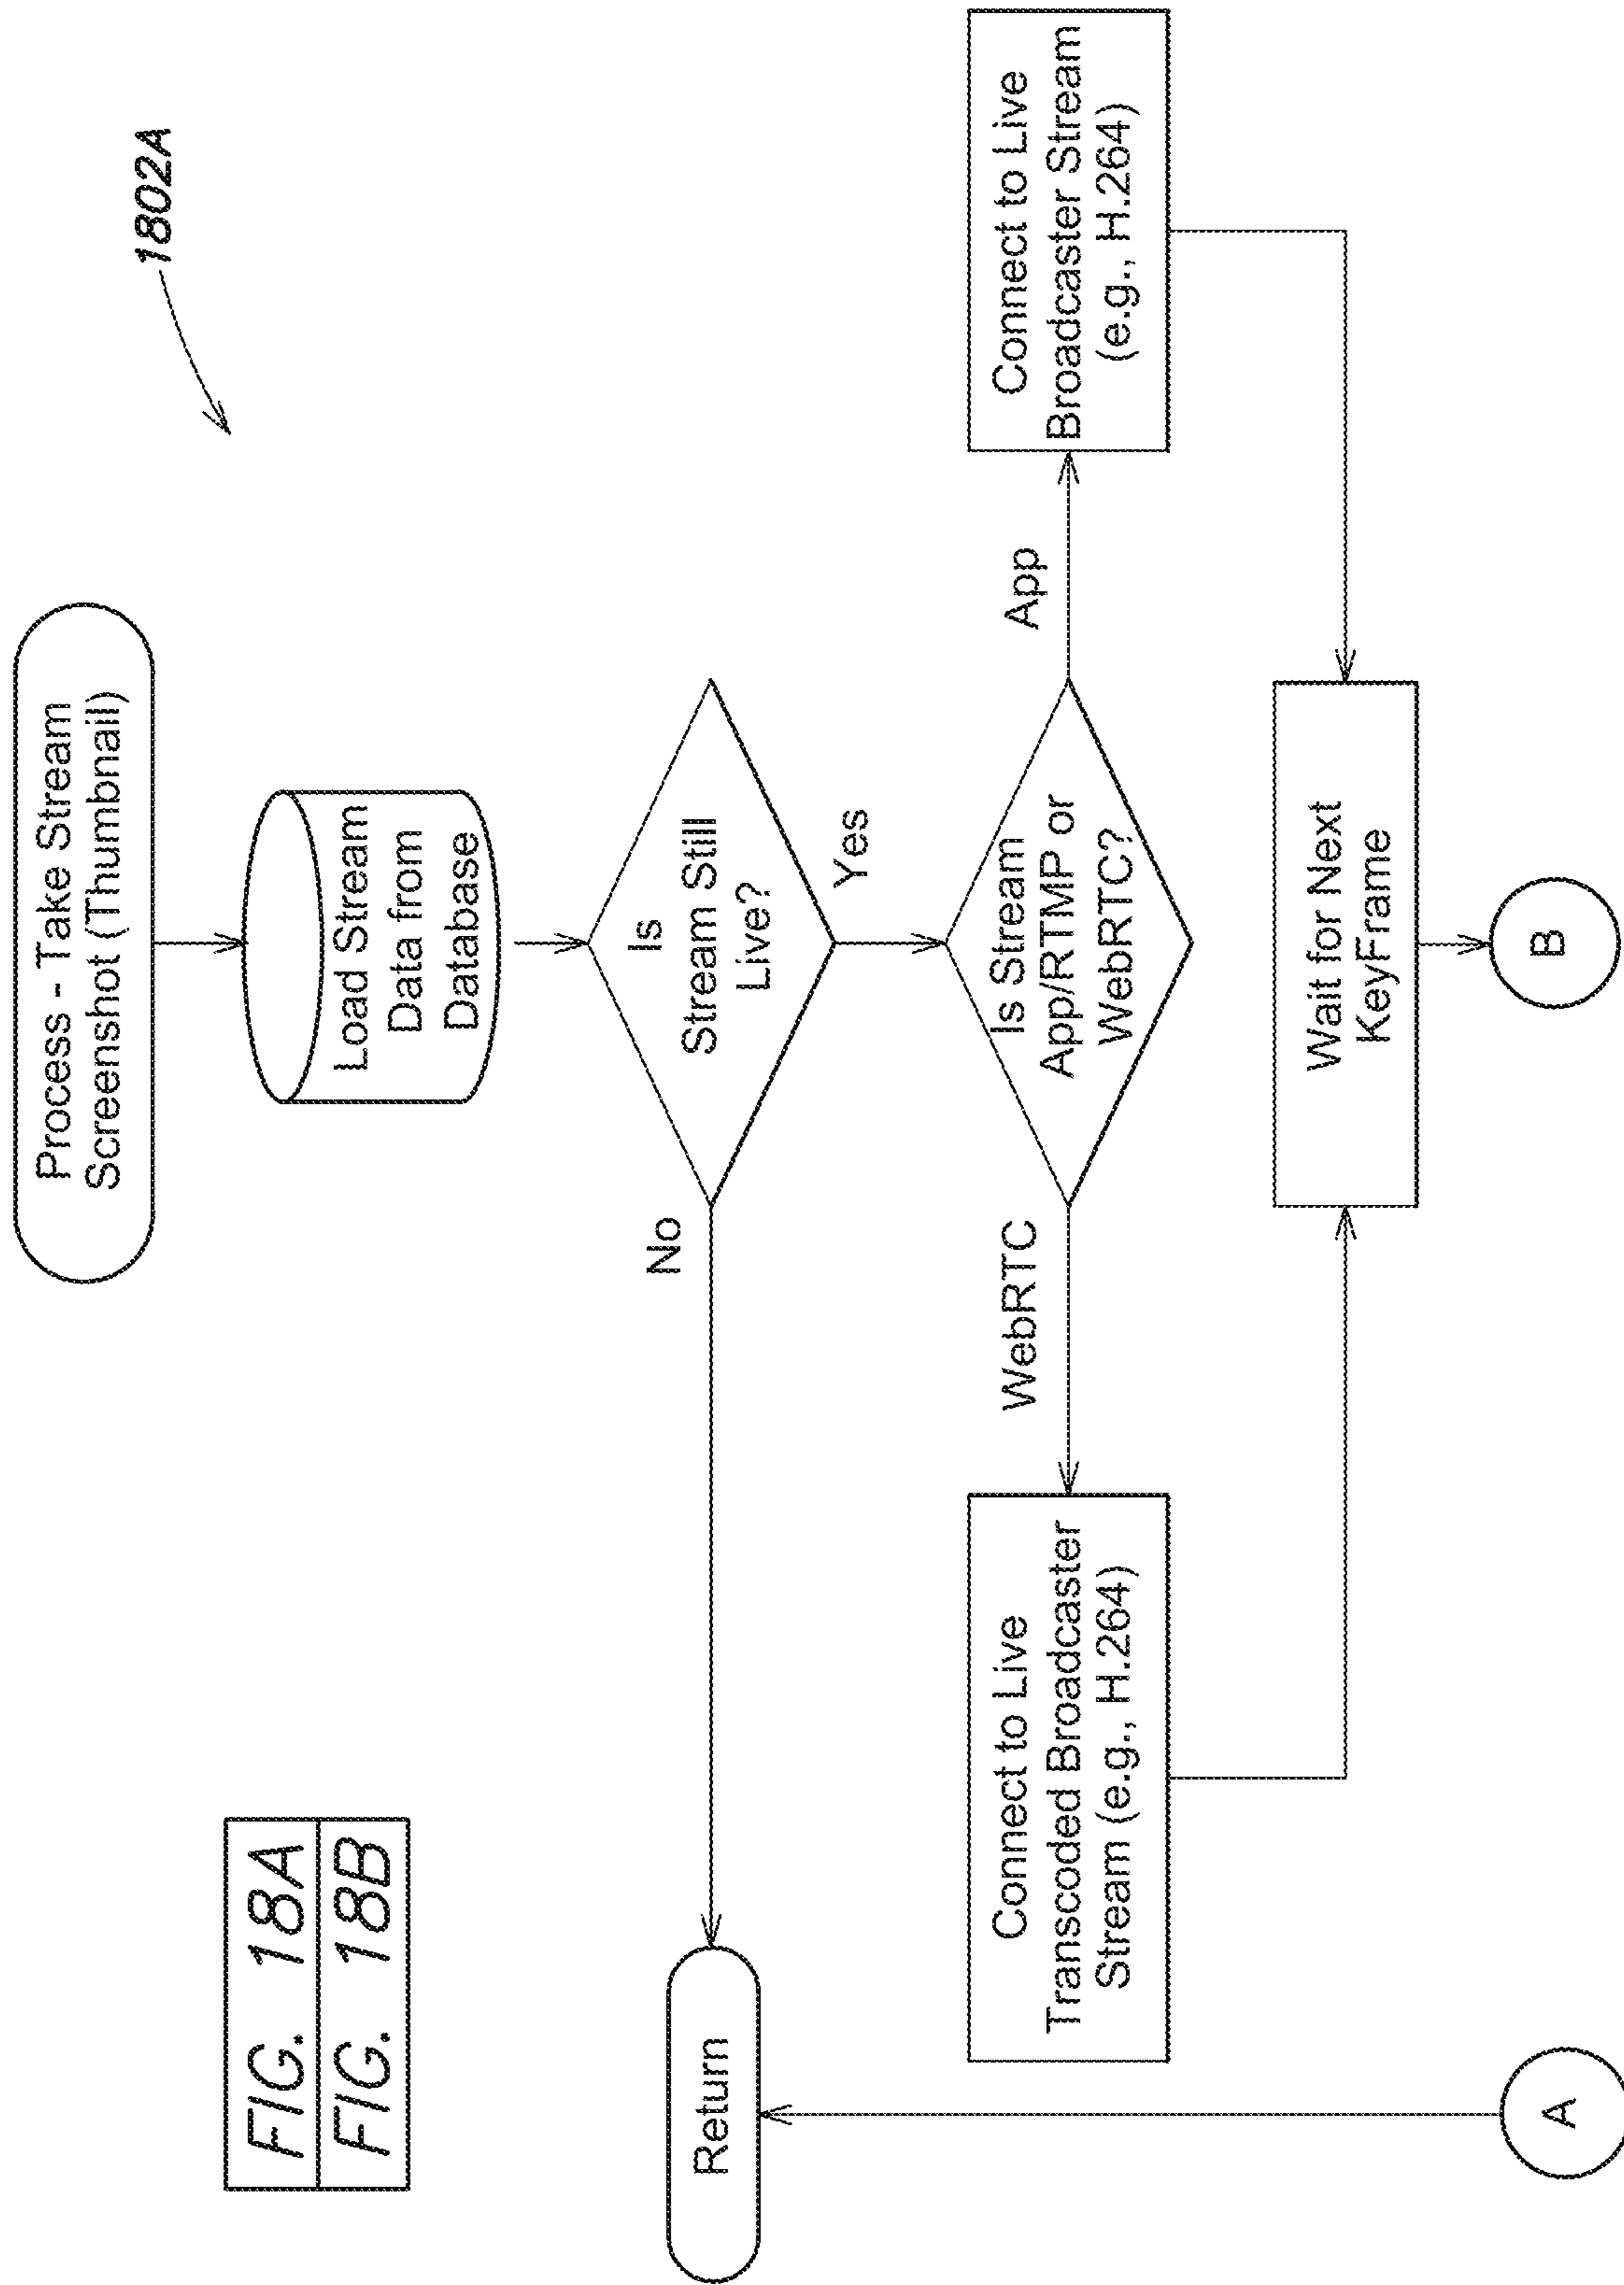 FIG. 18A
FIG. 18B
1802A
Process - Take Stream
Screenshot (Thumbnail)
Load Stream
Data from
Database
Is
Stream Still
Live?
No
Yes
Return
Is Stream
App/RTMP or
WebRTC?
WebRTC
App
Connect to Live
Transcoded Broadcaster
Stream (e.g., H.264)
Connect to Live
Broadcaster Stream
(e.g., H.264)
Wait for Next
KeyFrame
A
B